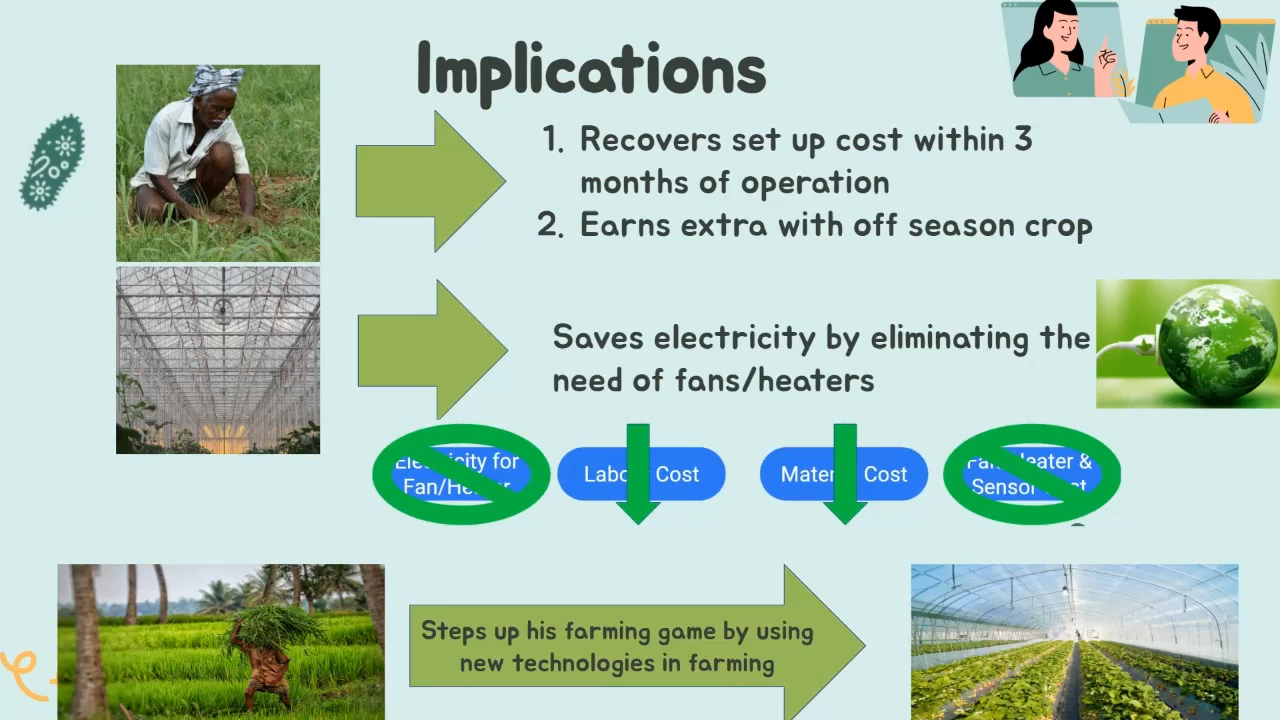 Implications
1. Recovers set up cost within 3
months of operation
2. Earns extra with off season crop
Saves electricity by eliminating the
need of fans/heaters
for
Cost
Cost
&
Steps up his farming game by using
new technologies in farming